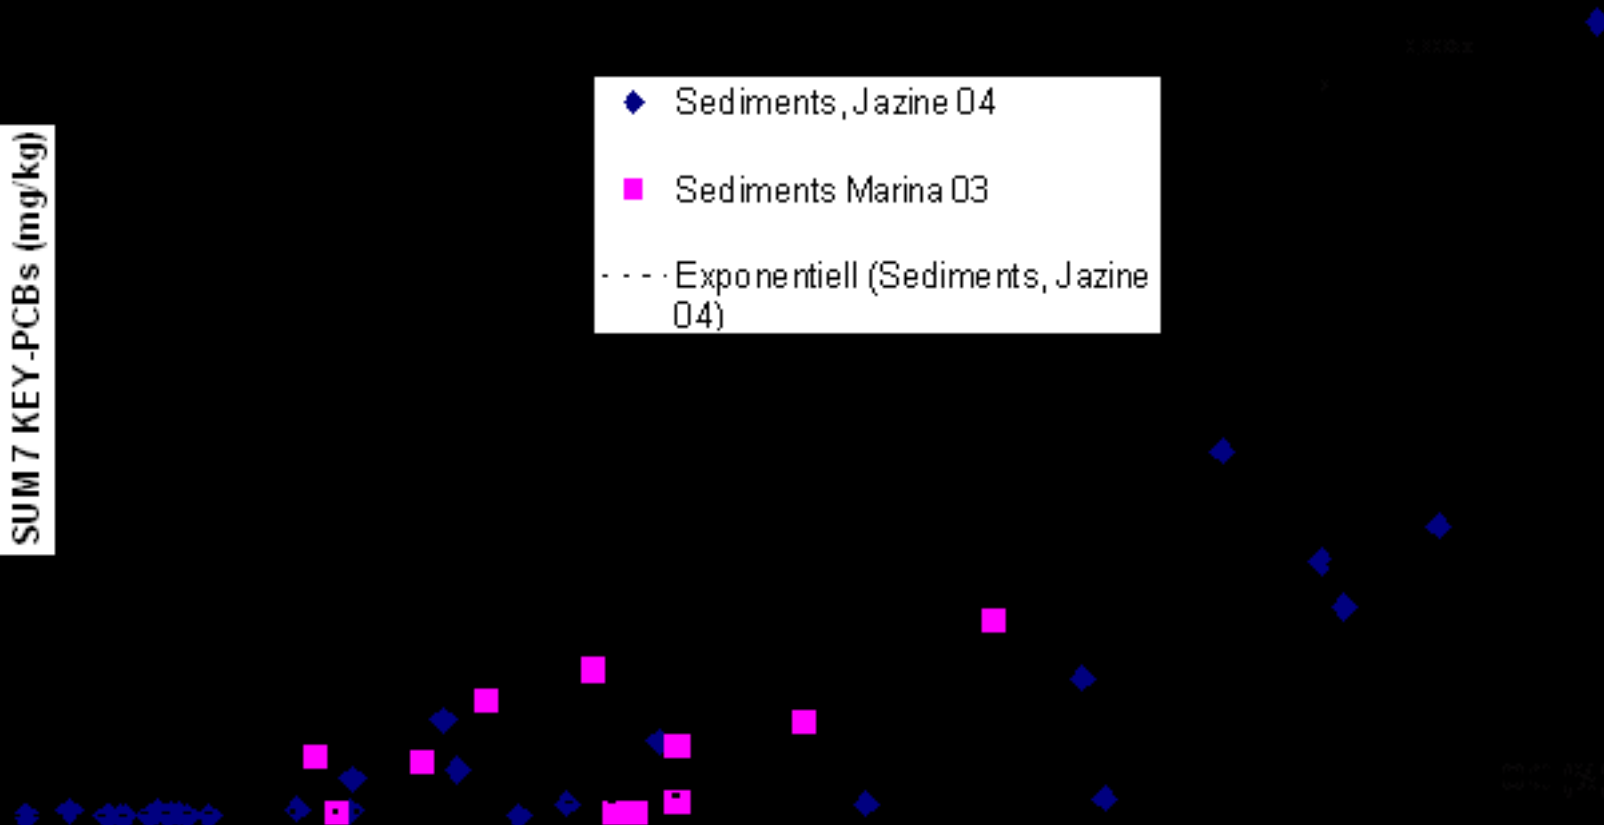 SUM 7 KEY-PCBs (mg/kg)
Sediments, Jazine 04
Sediments Marina 03
Exponentiell (Sediments, Jazine
04)